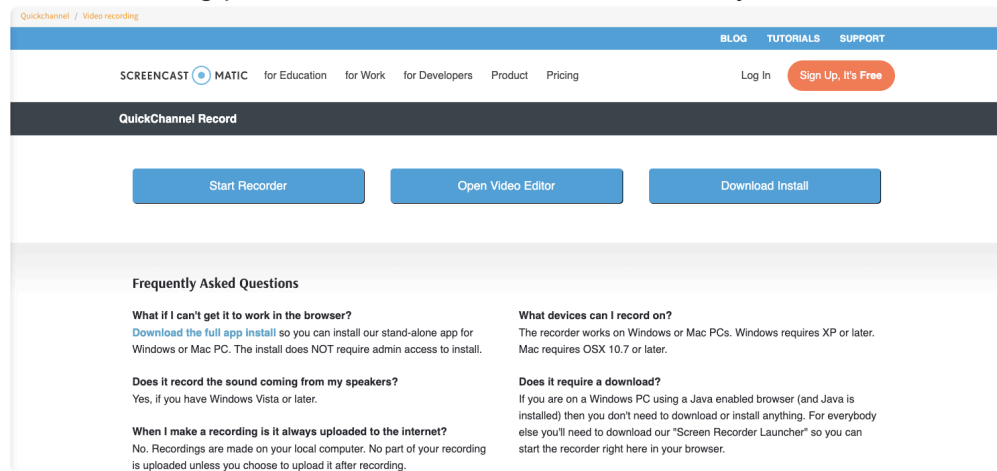 Quickchannel / Video recording
BLOG TUTORIALS SUPPORT
SCREENCAST MATIC for Education for Work for Developers Product Pricing Log In Sign Up, It's Free
QuickChannel Record
Start Recorder Open Video Editor Download Install
Frequently Asked Questions
What if I can't get it to work in the browser?
Download the full app install so you can install our stand-alone app for
Windows or Mac PC. The install does NOT require admin access to install.
Does it record the sound coming from my speakers?
Yes, if you have Windows Vista or later.
When I make a recording is it always uploaded to the internet?
No. Recordings are made on your local computer. No part of your recording
is uploaded unless you choose to upload it after recording.
What devices can I record on?
The recorder works on Windows or Mac PCs. Windows requires XP or later.
Mac requires OSX 10.7 or later.
Does it require a download?
If you are on a Windows PC using a Java enabled browser (and Java is
installed) then you don't need to download or install anything. For everybody
else you'll need to download our "Screen Recorder Launcher" so you can
start the recorder right here in your browser.